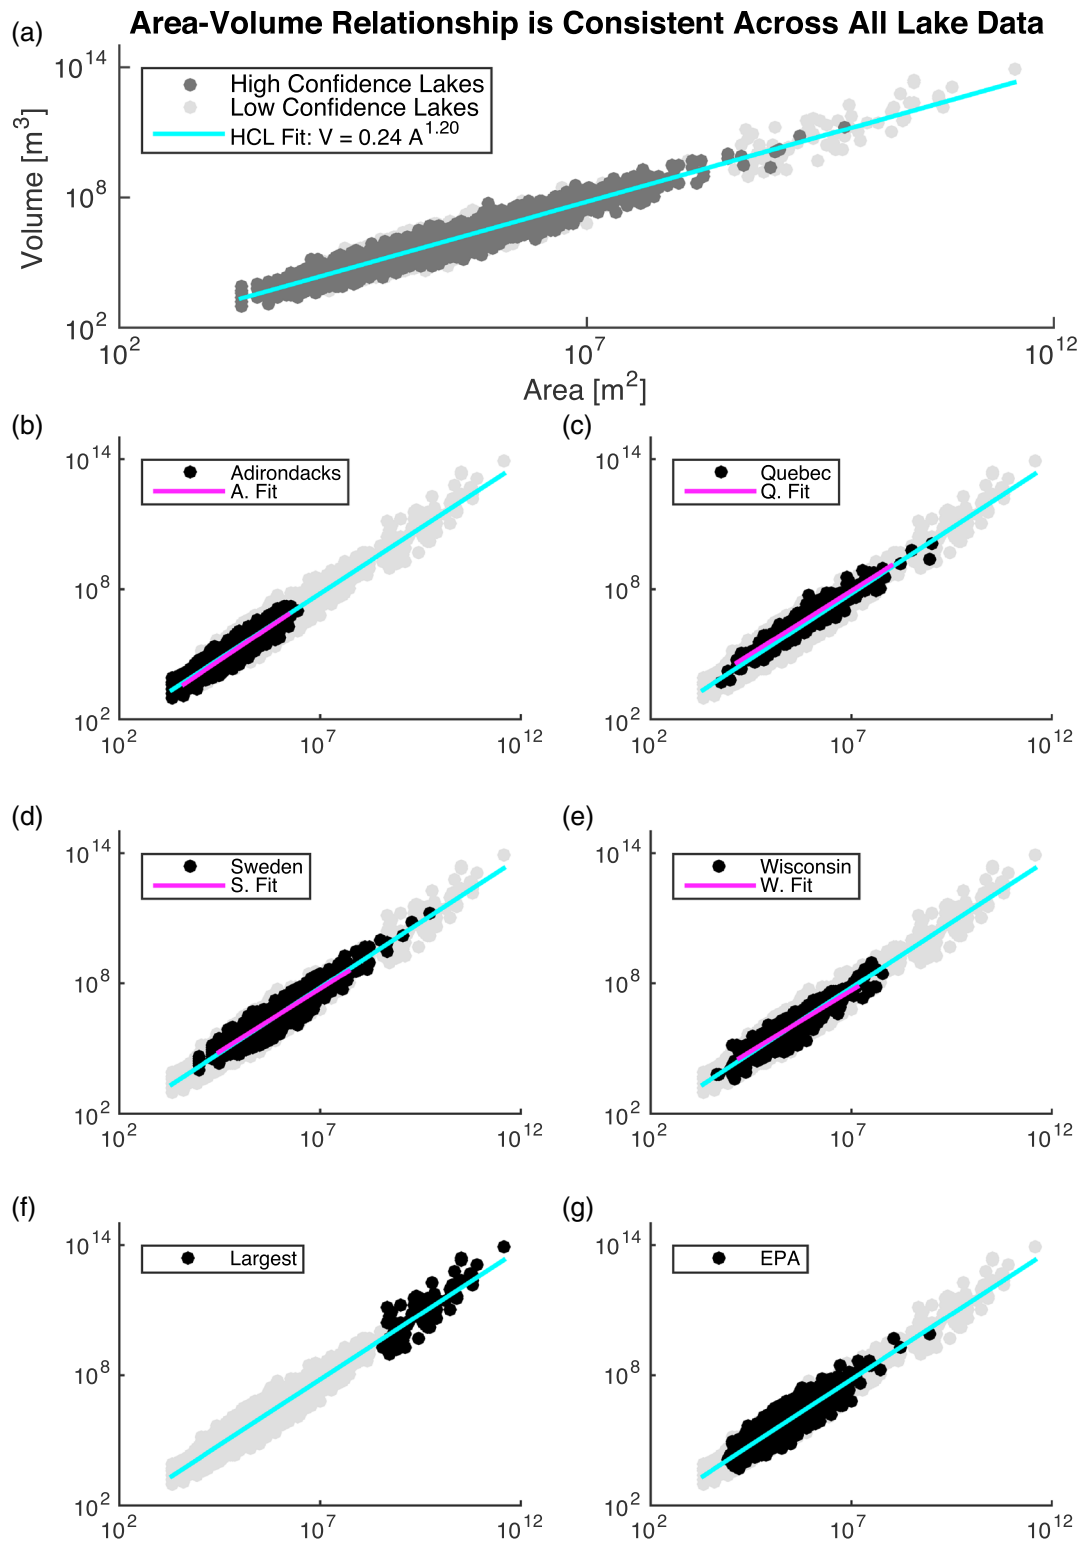 (a)
Area-Volume Relationship is Consistent Across All Lake Data
10^14
10^8
10^2
Volume [m^3]
High Confidence Lakes
Low Confidence Lakes
HCL Fit: V = 0.24 A^1.20
10^2 10^7 10^12
Area [m^2]
(b)
10^14
10^8
10^2
Adirondacks
A. Fit
10^2 10^7 10^12
(c)
10^14
10^8
10^2
Quebec
Q. Fit
10^2 10^7 10^12
(d)
10^14
10^8
10^2
Sweden
S. Fit
10^2 10^7 10^12
(e)
10^14
10^8
10^2
Wisconsin
W. Fit
10^2 10^7 10^12
(f)
10^14
10^8
10^2
Largest
10^2 10^7 10^12
(g)
10^14
10^8
10^2
EPA
10^2 10^7 10^12